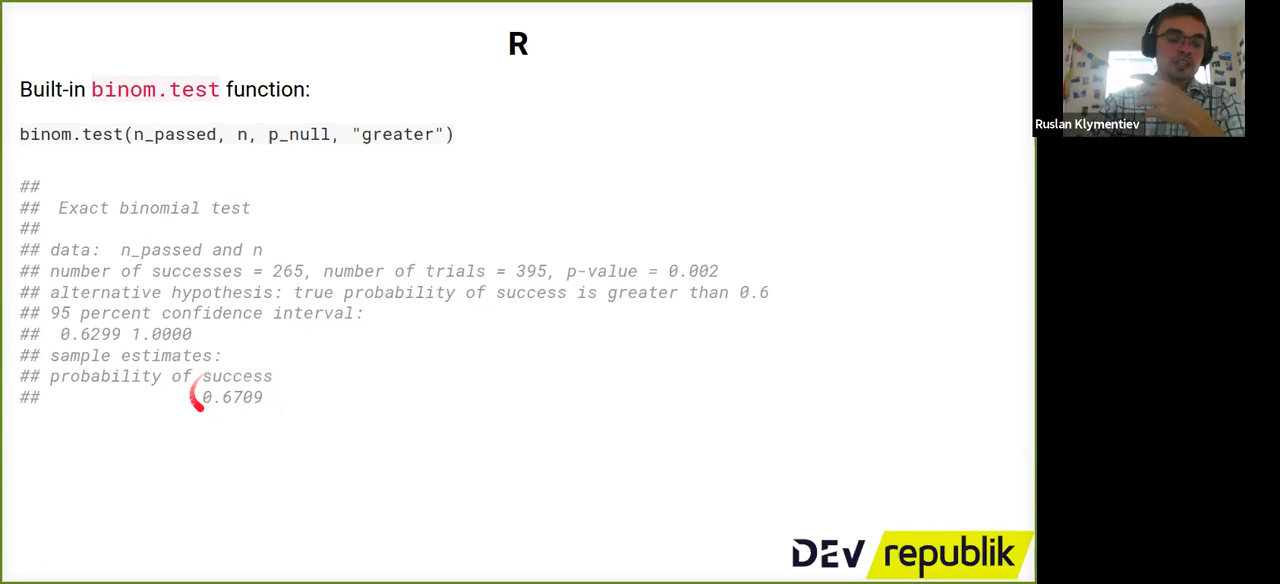 R
Built-in binom.test function:
binom.test(n_passed, n, p_null, "greater")
##
##  Exact binomial test
##
## data:  n_passed and n
## number of successes = 265, number of trials = 395, p-value = 0.002
## alternative hypothesis: true probability of success is greater than 0.6
## 95 percent confidence interval:
##  0.6299 1.0000
## sample estimates:
## probability of success
##                 0.6709
DEV republik
Ruslan Klymentiev